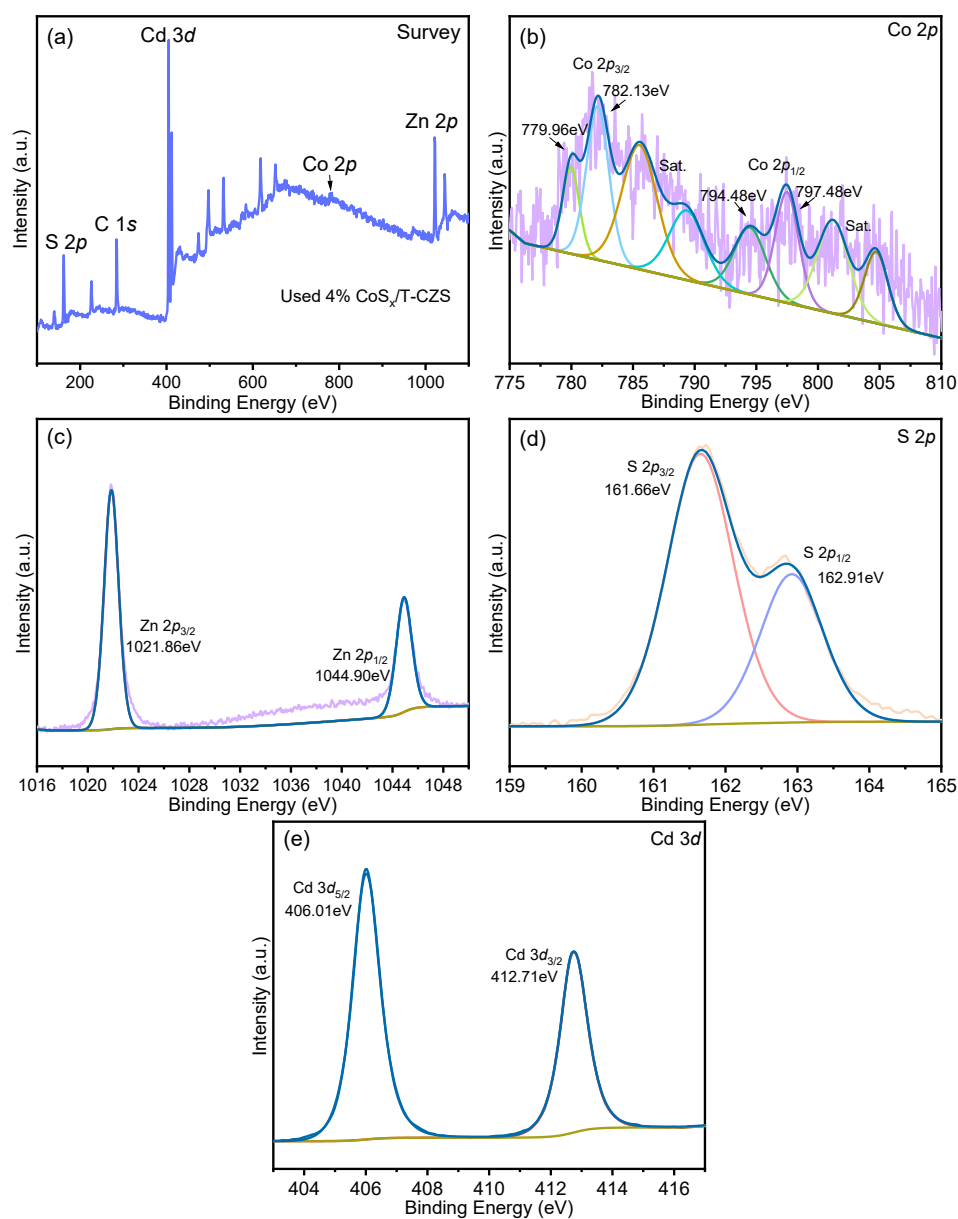 (a)
Cd 3d
Survey
Zn 2p
Co 2p
C 1s
S 2p
Used 4% CoSₓ/T-CZS
Intensity (a.u.)
200 400 600 800 1000
Binding Energy (eV)
(b)
Co 2p
Co 2p₃/₂
782.13eV
779.96eV
Sat.
Co 2p₁/₂
794.48eV
797.48eV
Sat.
Intensity (a.u.)
775 780 785 790 795 800 805 810
Binding Energy (eV)
(c)
Zn 2p₃/₂
1021.86eV
Zn 2p₁/₂
1044.90eV
Intensity (a.u.)
1016 1020 1024 1028 1032 1036 1040 1044 1048
Binding Energy (eV)
(d)
S 2p
S 2p₃/₂
161.66eV
S 2p₁/₂
162.91eV
Intensity (a.u.)
159 160 161 162 163 164 165
Binding Energy (eV)
(e)
Cd 3d
Cd 3d₅/₂
406.01eV
Cd 3d₃/₂
412.71eV
Intensity (a.u.)
404 406 408 410 412 414 416
Binding Energy (eV)